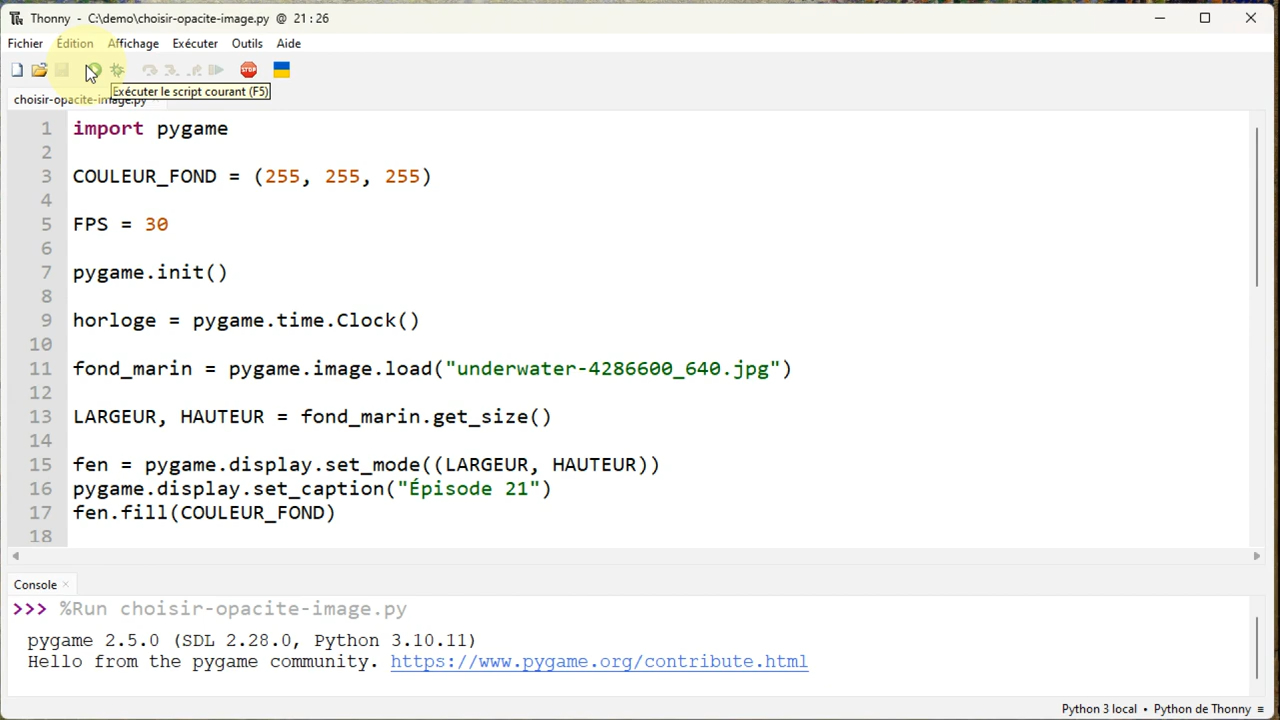 Thonny - C:\demo\choisir-opacite-image.py @ 21 : 26
Fichier Édition Affichage Exécuter Outils Aide
STOP
Exécuter le script courant (F5)
choisir-opacite-image.py
1 import pygame
2
3 COULEUR_FOND = (255, 255, 255)
4
5 FPS = 30
6
7 pygame.init()
8
9 horloge = pygame.time.Clock()
10
11 fond_marin = pygame.image.load("underwater-4286600_640.jpg")
12
13 LARGEUR, HAUTEUR = fond_marin.get_size()
14
15 fen = pygame.display.set_mode((LARGEUR, HAUTEUR))
16 pygame.display.set_caption("Épisode 21")
17 fen.fill(COULEUR_FOND)
18
Console ×
>>> %Run choisir-opacite-image.py
pygame 2.5.0 (SDL 2.28.0, Python 3.10.11)
Hello from the pygame community. https://www.pygame.org/contribute.html
Python 3 local • Python de Thonny ≡